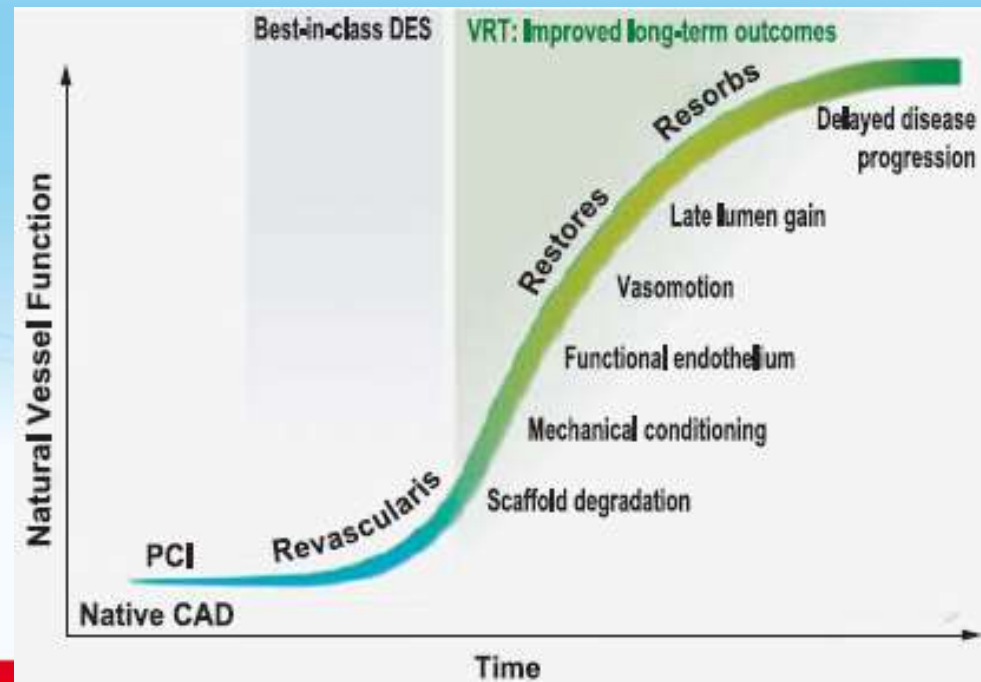 Best-in-class DES
VRT: Improved long-term outcomes
Resorbs
Delayed disease
progression
Restores
Late lumen gain
Vasomotion
Functional endothelium
Mechanical conditioning
Revascularis
Scaffold degradation
PCI
Native CAD
Natural Vessel Function
Time